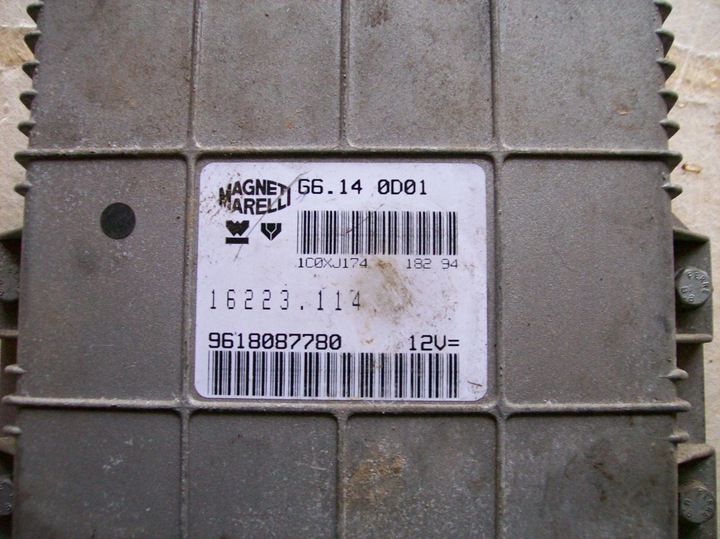 MAGNETI
MARELLI
G6.14 0D01
1C0XJ174 182 94
16223.114
9618087780 12V=